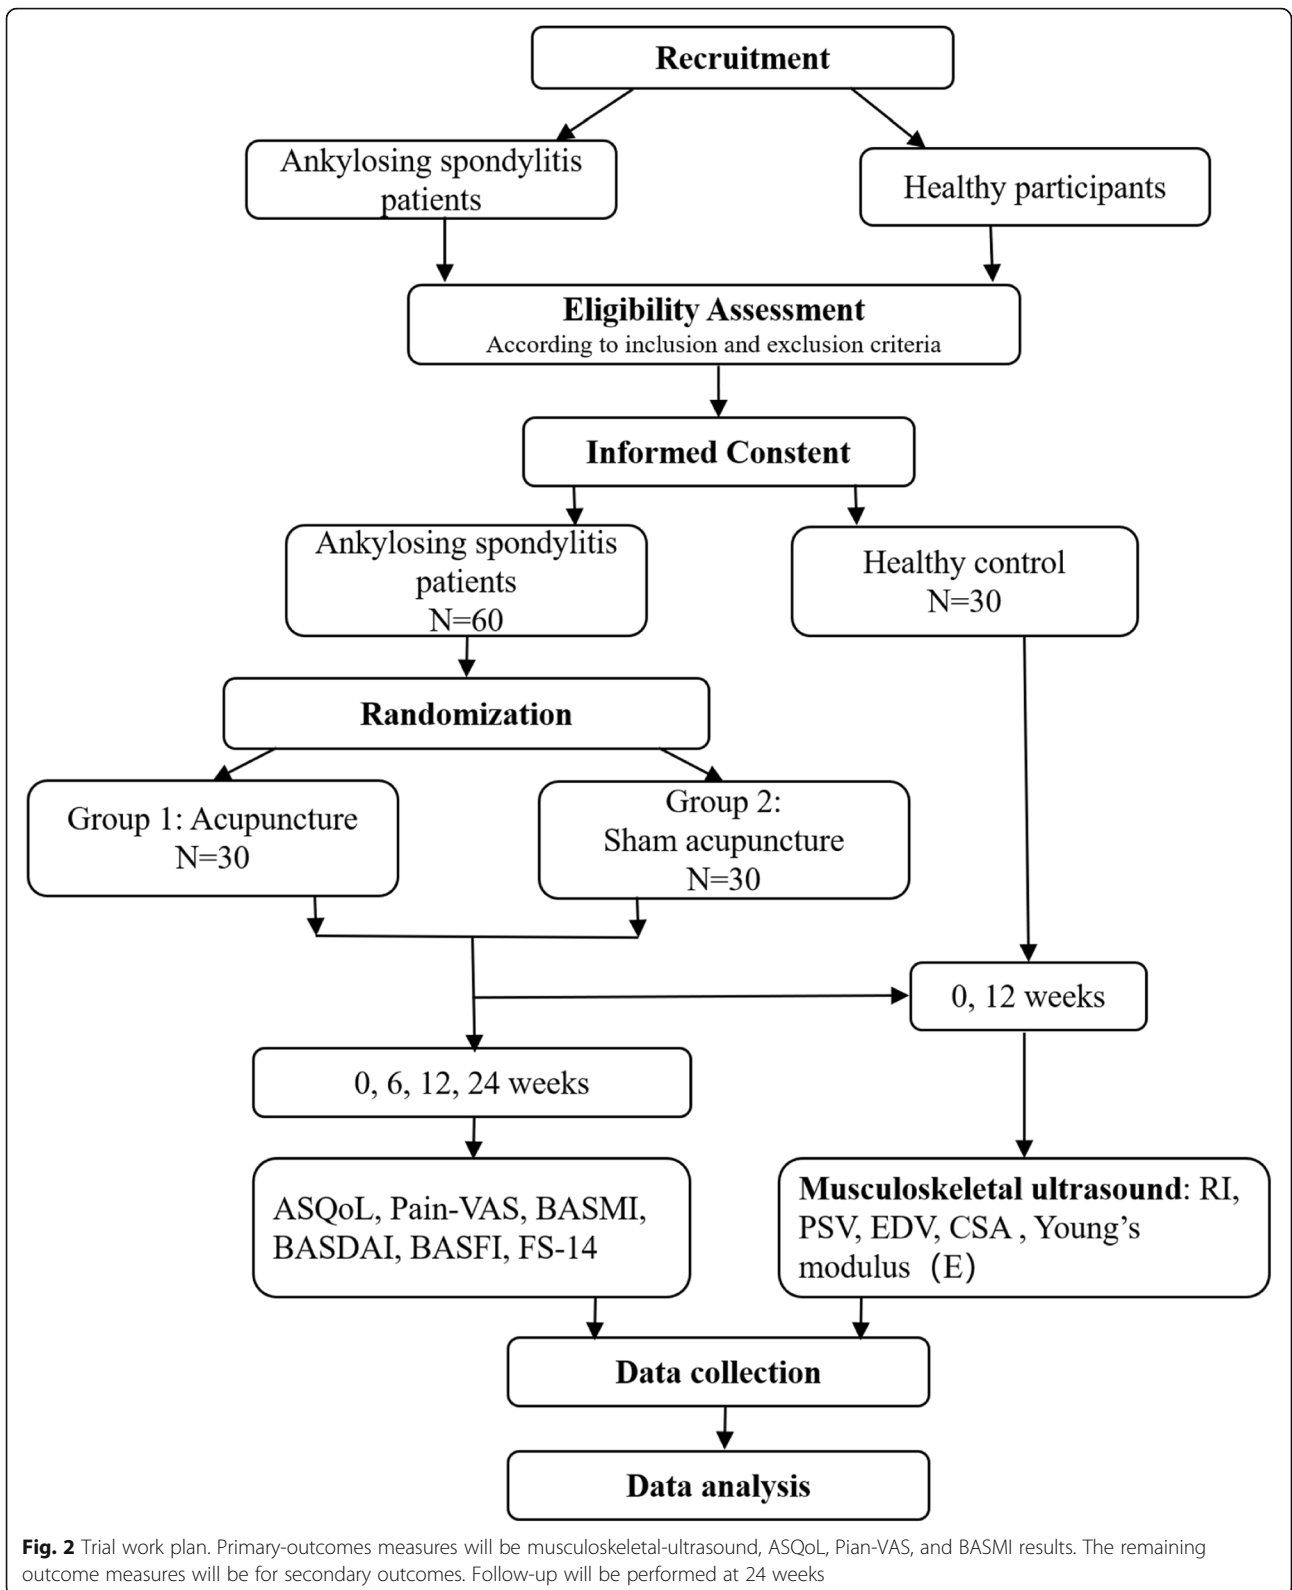 Recruitment
Ankylosing spondylitis
patients
Healthy participants
Eligibility Assessment
According to inclusion and exclusion criteria
Informed Constent
Ankylosing spondylitis
patients
N=60
Healthy control
N=30
Randomization
Group 1: Acupuncture
N=30
Group 2:
Sham acupuncture
N=30
0, 12 weeks
0, 6, 12, 24 weeks
ASQoL, Pain-VAS, BASMI,
BASDAI, BASFI, FS-14
Musculoskeletal ultrasound: RI,
PSV, EDV, CSA , Young’s
modulus（E）
Data collection
Data analysis
Fig. 2 Trial work plan. Primary-outcomes measures will be musculoskeletal-ultrasound, ASQoL, Pian-VAS, and BASMI results. The remaining
outcome measures will be for secondary outcomes. Follow-up will be performed at 24 weeks